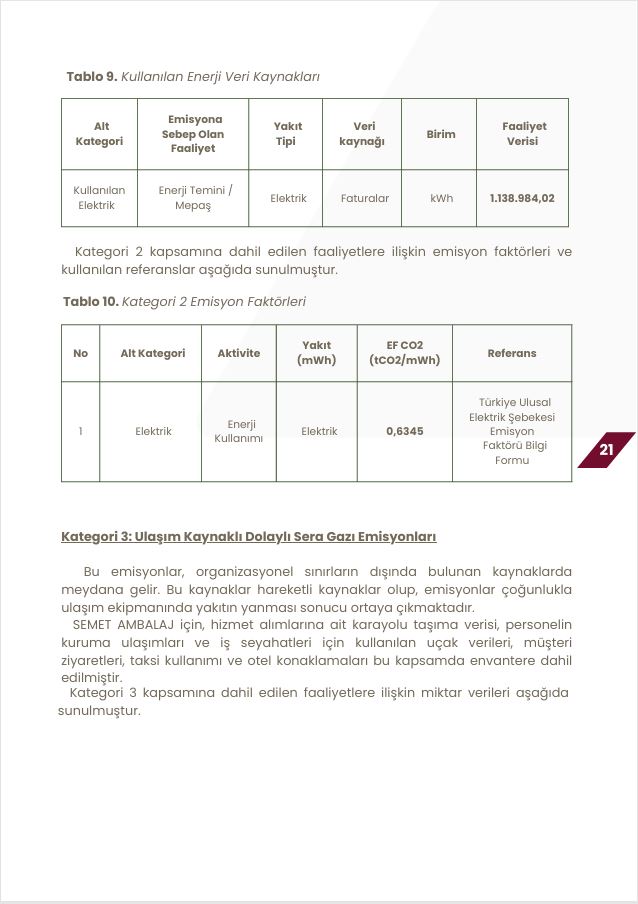 Tablo 9. Kullanılan Enerji Veri Kaynakları
Alt Kategori
Emisyona Sebep Olan Faaliyet
Yakıt Tipi
Veri kaynağı
Birim
Faaliyet Verisi
Kullanılan Elektrik
Enerji Temini / Mepaş
Elektrik
Faturalar
kWh
1.138.984,02
Kategori 2 kapsamına dahil edilen faaliyetlere ilişkin emisyon faktörleri ve
kullanılan referanslar aşağıda sunulmuştur.
Tablo 10. Kategori 2 Emisyon Faktörleri
No
Alt Kategori
Aktivite
Yakıt (mWh)
EF CO2 (tCO2/mWh)
Referans
1
Elektrik
Enerji Kullanımı
Elektrik
0,6345
Türkiye Ulusal
Elektrik Şebekesi
Emisyon
Faktörü Bilgi
Formu
21
Kategori 3: Ulaşım Kaynaklı Dolaylı Sera Gazı Emisyonları
Bu emisyonlar, organizasyonel sınırların dışında bulunan kaynaklarda
meydana gelir. Bu kaynaklar hareketli kaynaklar olup, emisyonlar çoğunlukla
ulaşım ekipmanında yakıtın yanması sonucu ortaya çıkmaktadır.
SEMET AMBALAJ için, hizmet alımlarına ait karayolu taşıma verisi, personelin
kuruma ulaşımları ve iş seyahatleri için kullanılan uçak verileri, müşteri
ziyaretleri, taksi kullanımı ve otel konaklamaları bu kapsamda envantere dahil
edilmiştir.
Kategori 3 kapsamına dahil edilen faaliyetlere ilişkin miktar verileri aşağıda
sunulmuştur.